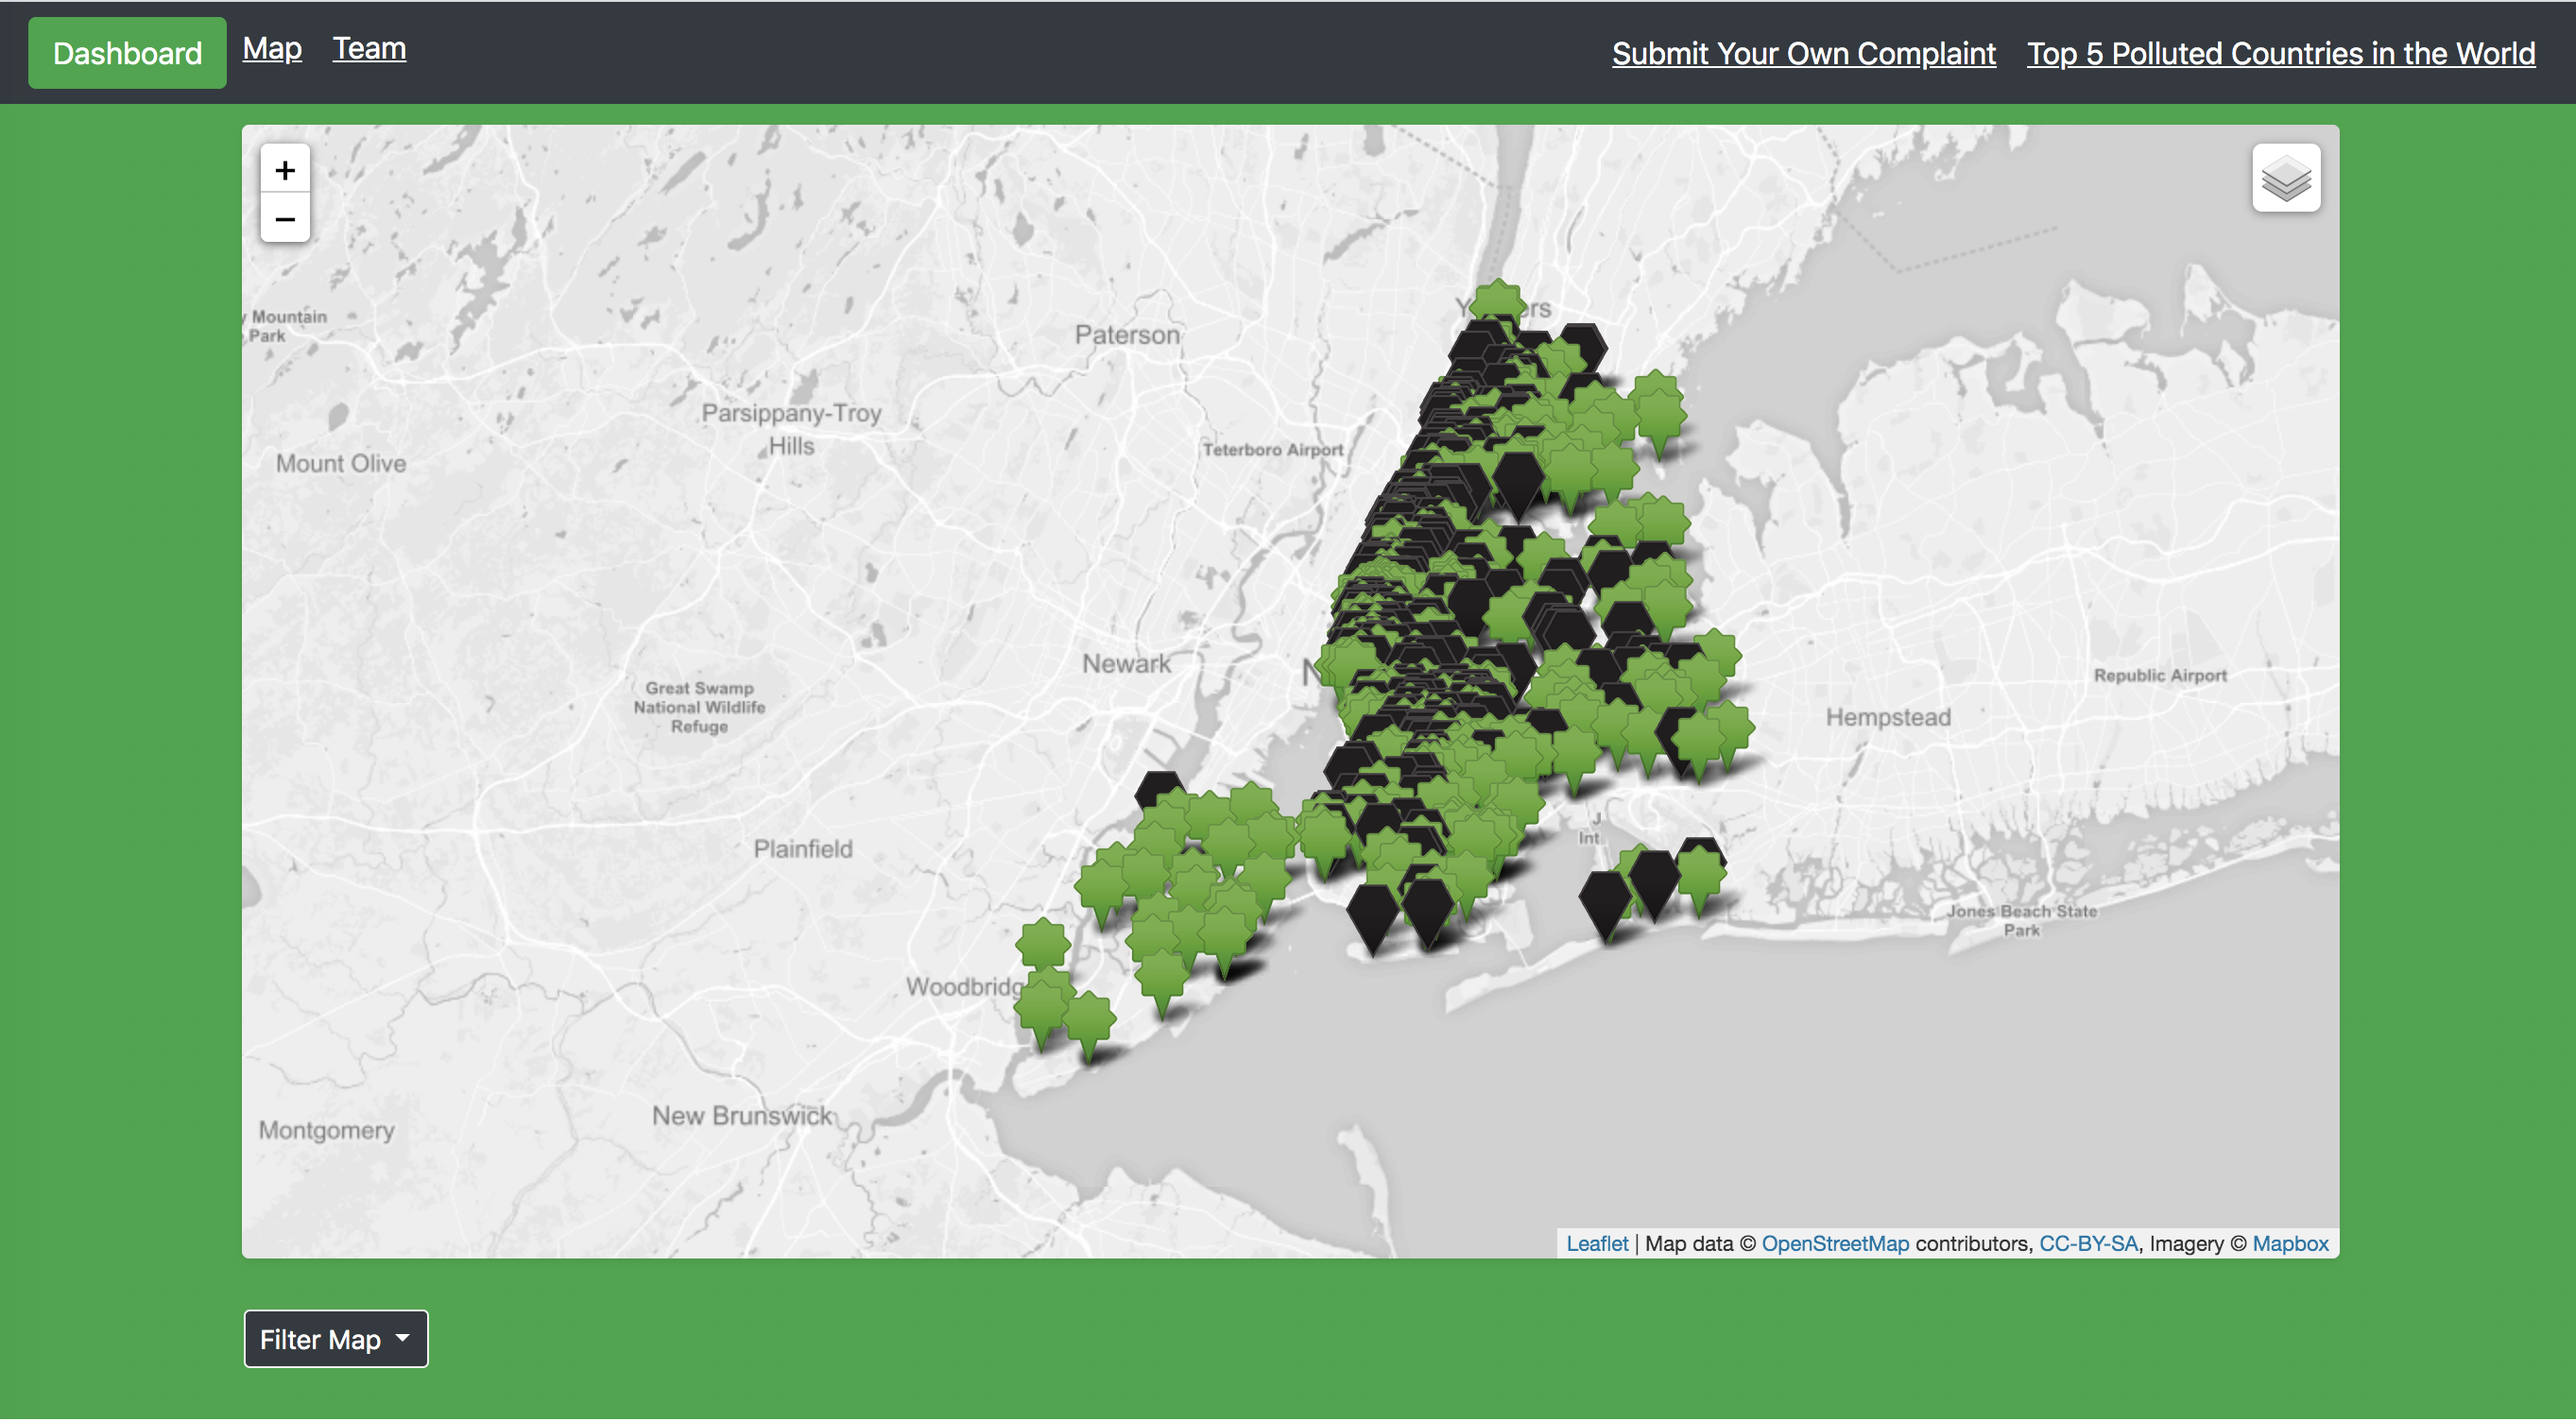 Dashboard Map Team Submit Your Own Complaint Top 5 Polluted Countries in the World
+
−
Mountain
Park
Paterson
Parsippany-Troy
Hills
Teterboro Airport
Mount Olive
Newark
Great Swamp
National Wildlife
Refuge
Republic Airport
Hempstead
Plainfield
Int
Jones Beach State
Park
Woodbridg
New Brunswick
Montgomery
Leaflet | Map data © OpenStreetMap contributors, CC-BY-SA, Imagery © Mapbox
Filter Map